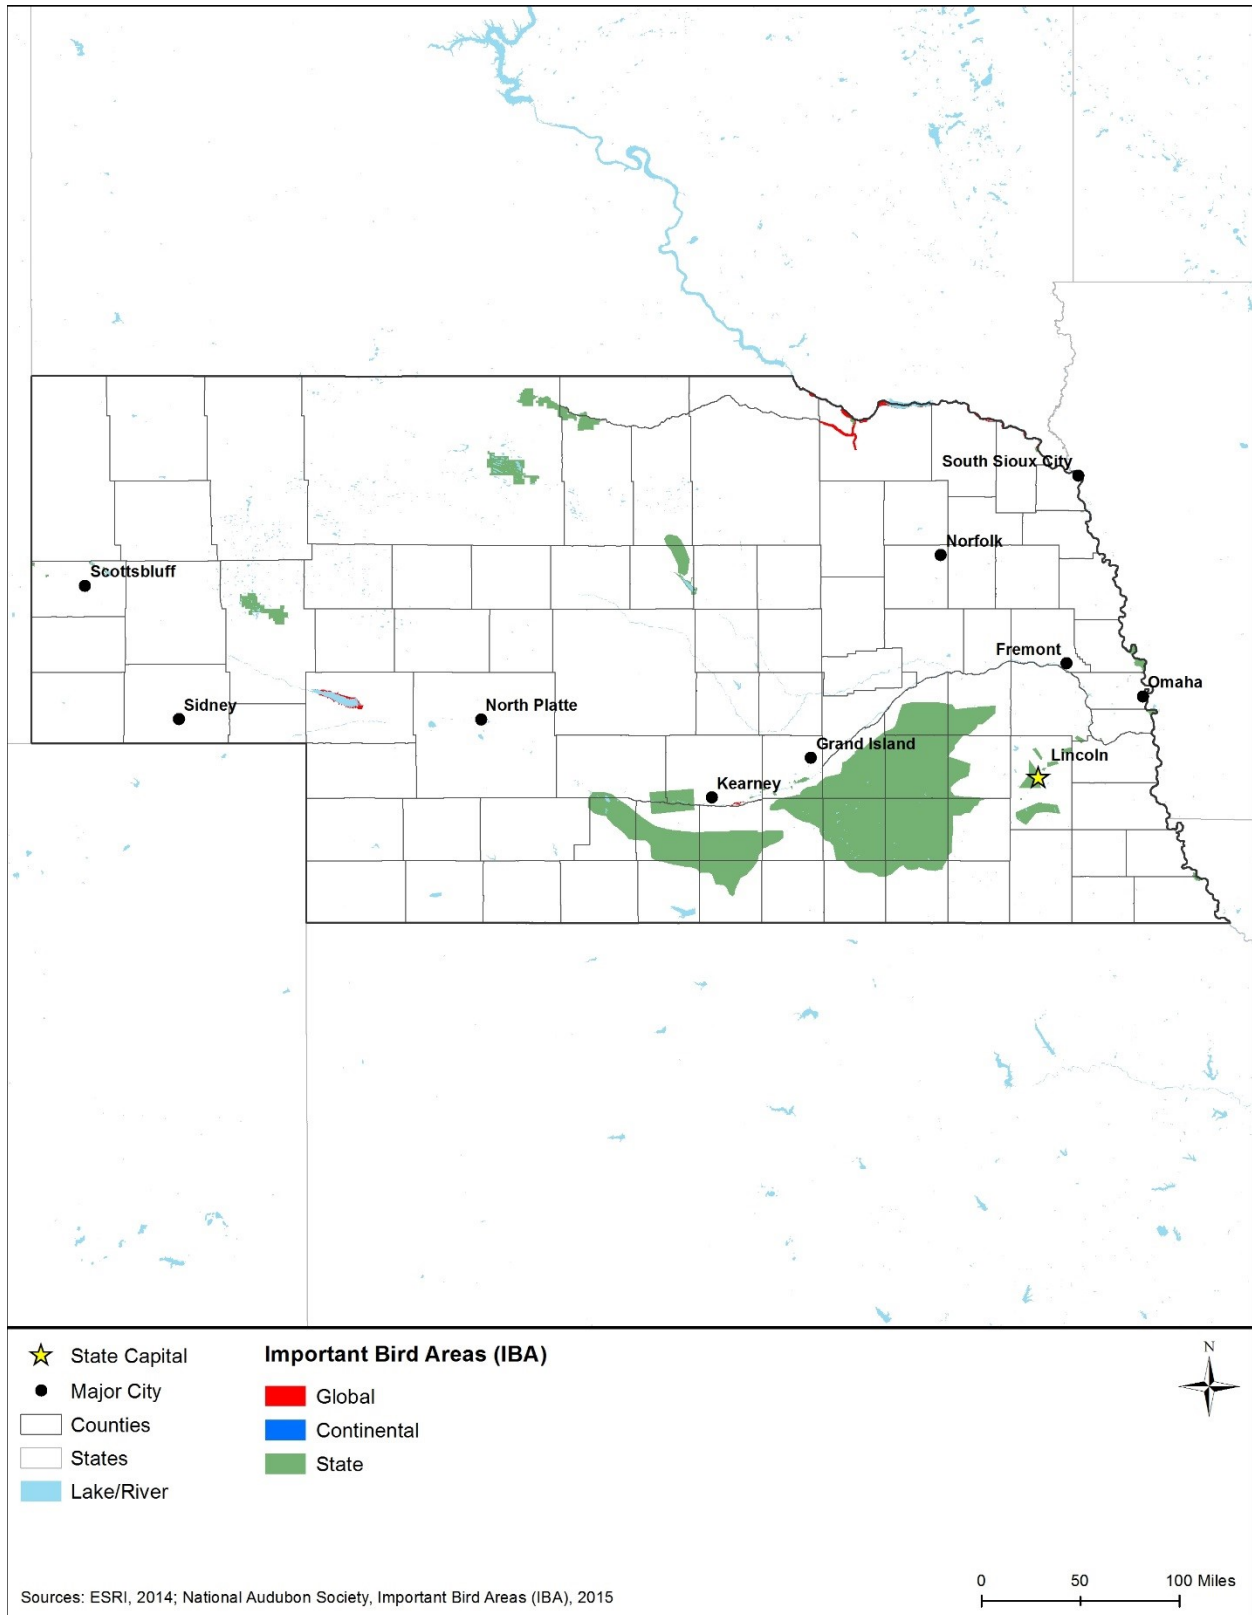 South Sioux City
Norfolk
Scottsbluff
Fremont
Omaha
Sidney
North Platte
Grand Island
Lincoln
Kearney
State Capital
Major City
Counties
States
Lake/River
Important Bird Areas (IBA)
Global
Continental
State
N
0 50 100 Miles
Sources: ESRI, 2014; National Audubon Society, Important Bird Areas (IBA), 2015